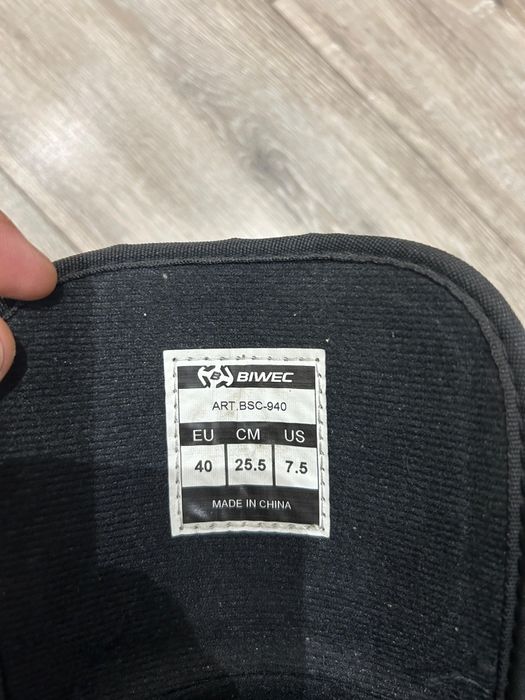 BIWEC
ART.BSC-940
EU CM US
40 25.5 7.5
MADE IN CHINA